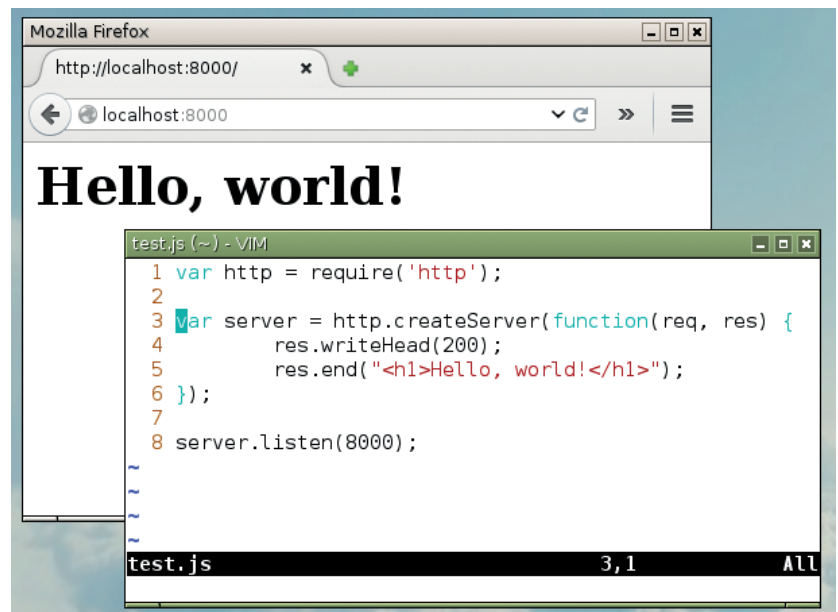 Mozilla Firefox
http://localhost:8000/
localhost:8000
Hello, world!
test.js (~) - VIM
1 var http = require('http');
2
3 var server = http.createServer(function(req, res) {
4         res.writeHead(200);
5         res.end("<h1>Hello, world!</h1>");
6 });
7
8 server.listen(8000);
~
~
~
~
test.js 3,1 All